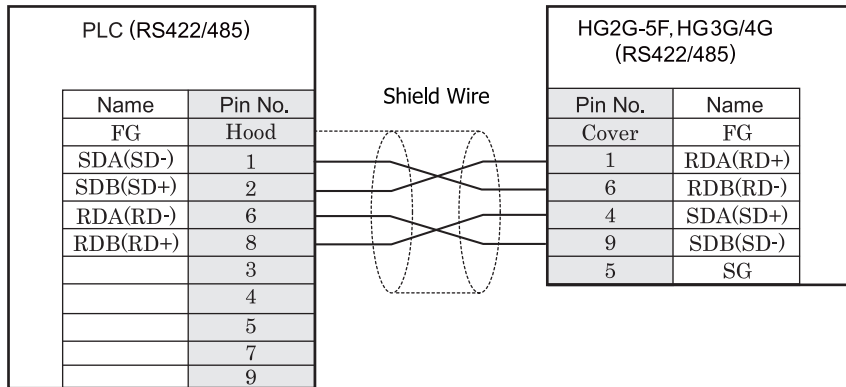 PLC (RS422/485)
Name Pin No.
FG Hood
SDA(SD-) 1
SDB(SD+) 2
RDA(RD-) 6
RDB(RD+) 8
3
4
5
7
9
Shield Wire
HG2G-5F, HG3G/4G
(RS422/485)
Pin No. Name
Cover FG
1 RDA(RD+)
6 RDB(RD-)
4 SDA(SD+)
9 SDB(SD-)
5 SG